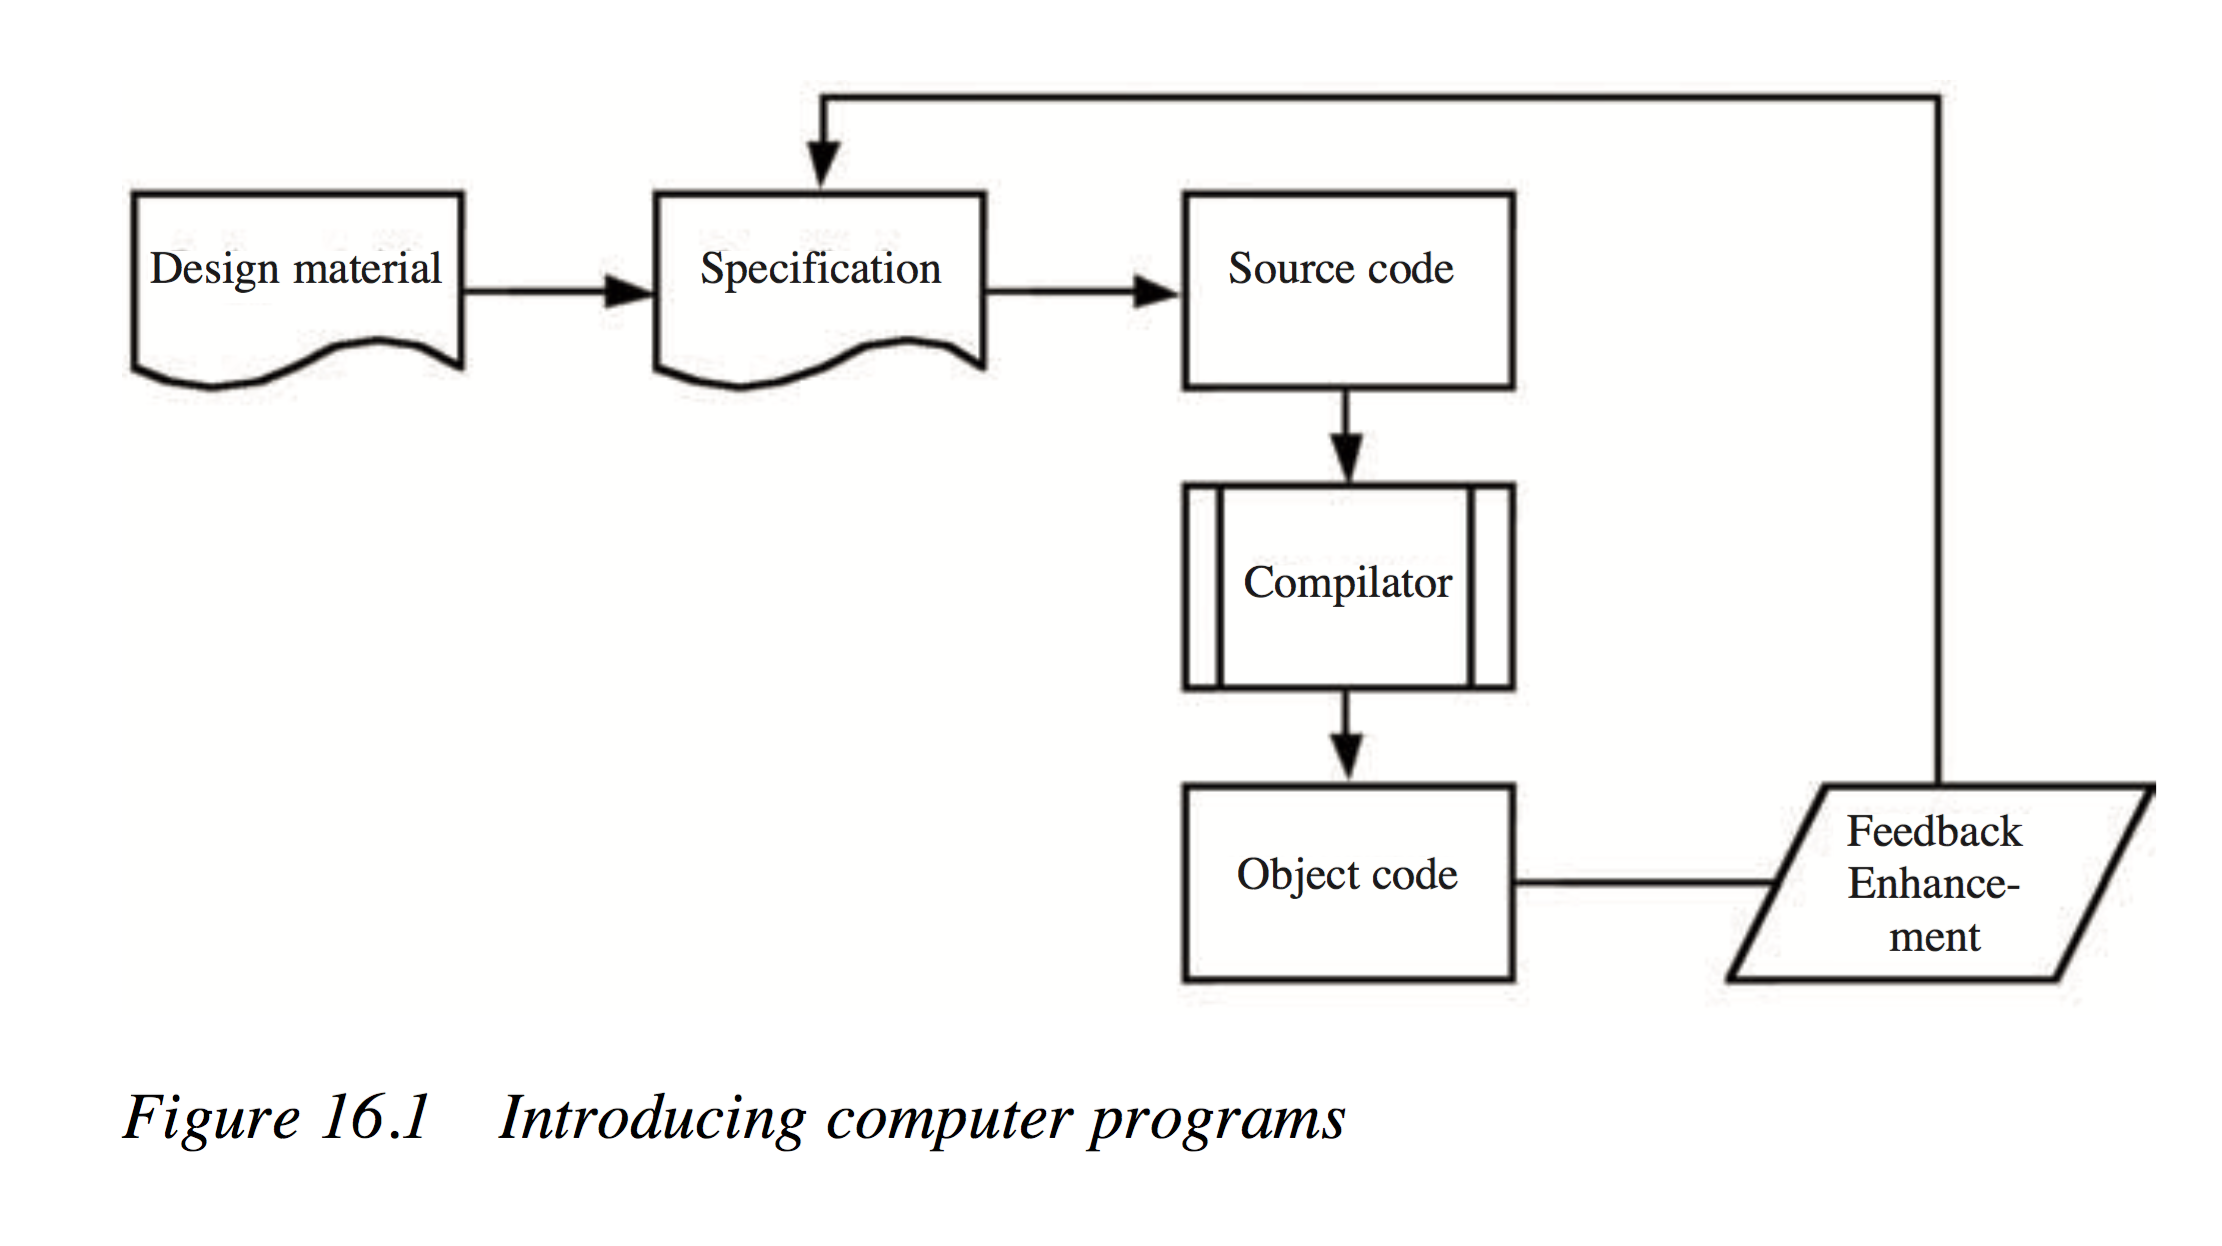 Design material
Specification
Source code
Compilator
Object code
Feedback
Enhance-
ment
Figure 16.1 Introducing computer programs